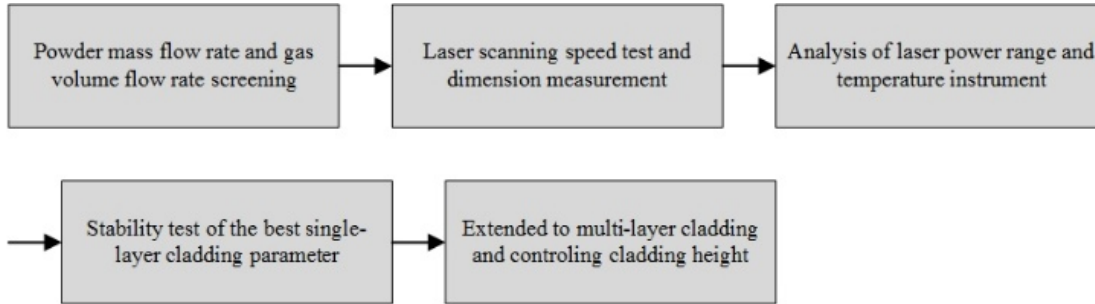 Powder mass flow rate and gas
volume flow rate screening
Laser scanning speed test and
dimension measurement
Analysis of laser power range and
temperature instrument
Stability test of the best single-
layer cladding parameter
Extended to multi-layer cladding
and controling cladding height